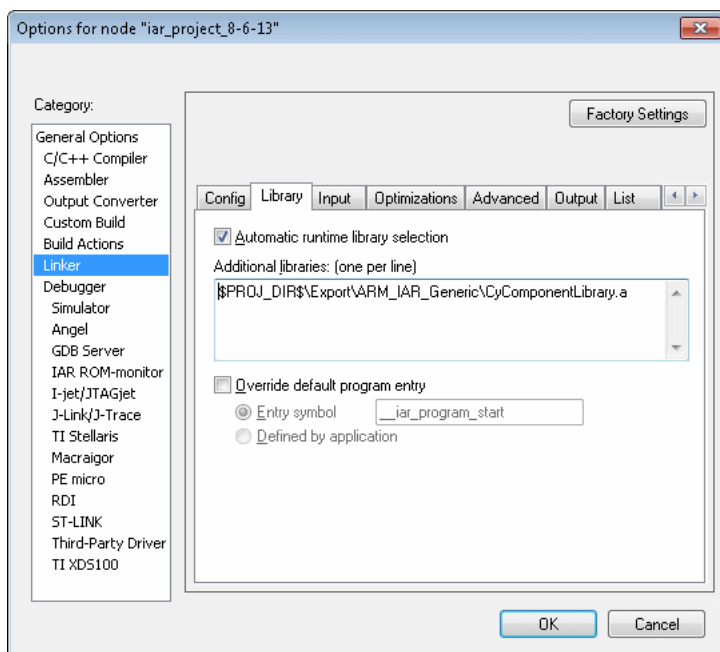 Options for node "iar_project_8-6-13"
Category:
Factory Settings
General Options
C/C++ Compiler
Assembler
Output Converter
Custom Build
Build Actions
Linker
Debugger
Simulator
Angel
GDB Server
IAR ROM-monitor
I-jet/JTAGjet
J-Link/J-Trace
TI Stellaris
Macraigor
PE micro
RDI
ST-LINK
Third-Party Driver
TI XDS100
Config Library Input Optimizations Advanced Output List
Automatic runtime library selection
Additional libraries: (one per line)
$PROJ_DIR$\Export\ARM_IAR_Generic\CyComponentLibrary.a
Override default program entry
Entry symbol __iar_program_start
Defined by application
OK Cancel